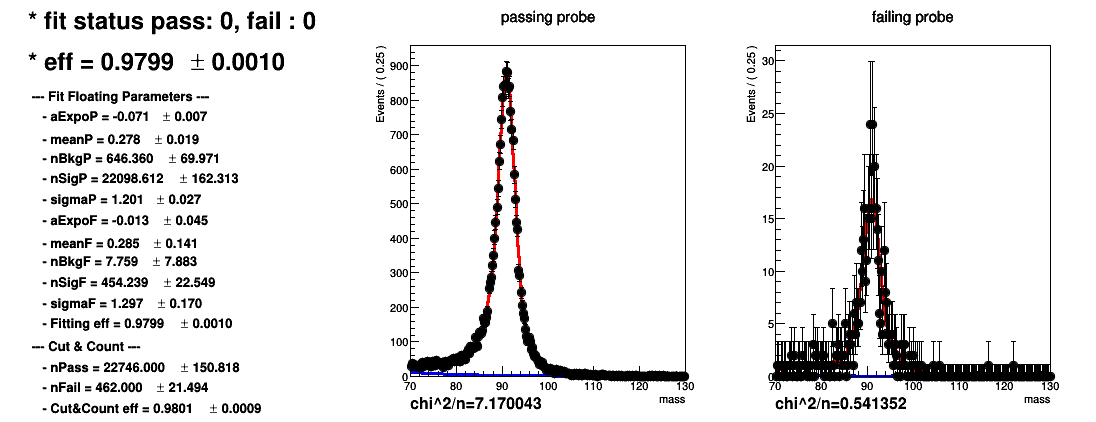 * fit status pass: 0, fail : 0
* eff = 0.9799 ± 0.0010
--- Fit Floating Parameters ---
- aExpoP = -0.071 ± 0.007
- meanP = 0.278 ± 0.019
- nBkgP = 646.360 ± 69.971
- nSigP = 22098.612 ± 162.313
- sigmaP = 1.201 ± 0.027
- aExpoF = -0.013 ± 0.045
- meanF = 0.285 ± 0.141
- nBkgF = 7.759 ± 7.883
- nSigF = 454.239 ± 22.549
- sigmaF = 1.297 ± 0.170
- Fitting eff = 0.9799 ± 0.0010
--- Cut & Count ---
- nPass = 22746.000 ± 150.818
- nFail = 462.000 ± 21.494
- Cut&Count eff = 0.9801 ± 0.0009
passing probe
Events / ( 0.25 )
900
800
700
600
500
400
300
200
100
0
70 80 90 100 110 120 130
mass
chi^2/n=7.170043
failing probe
Events / ( 0.25 )
30
25
20
15
10
5
0
70 80 90 100 110 120 130
mass
chi^2/n=0.541352